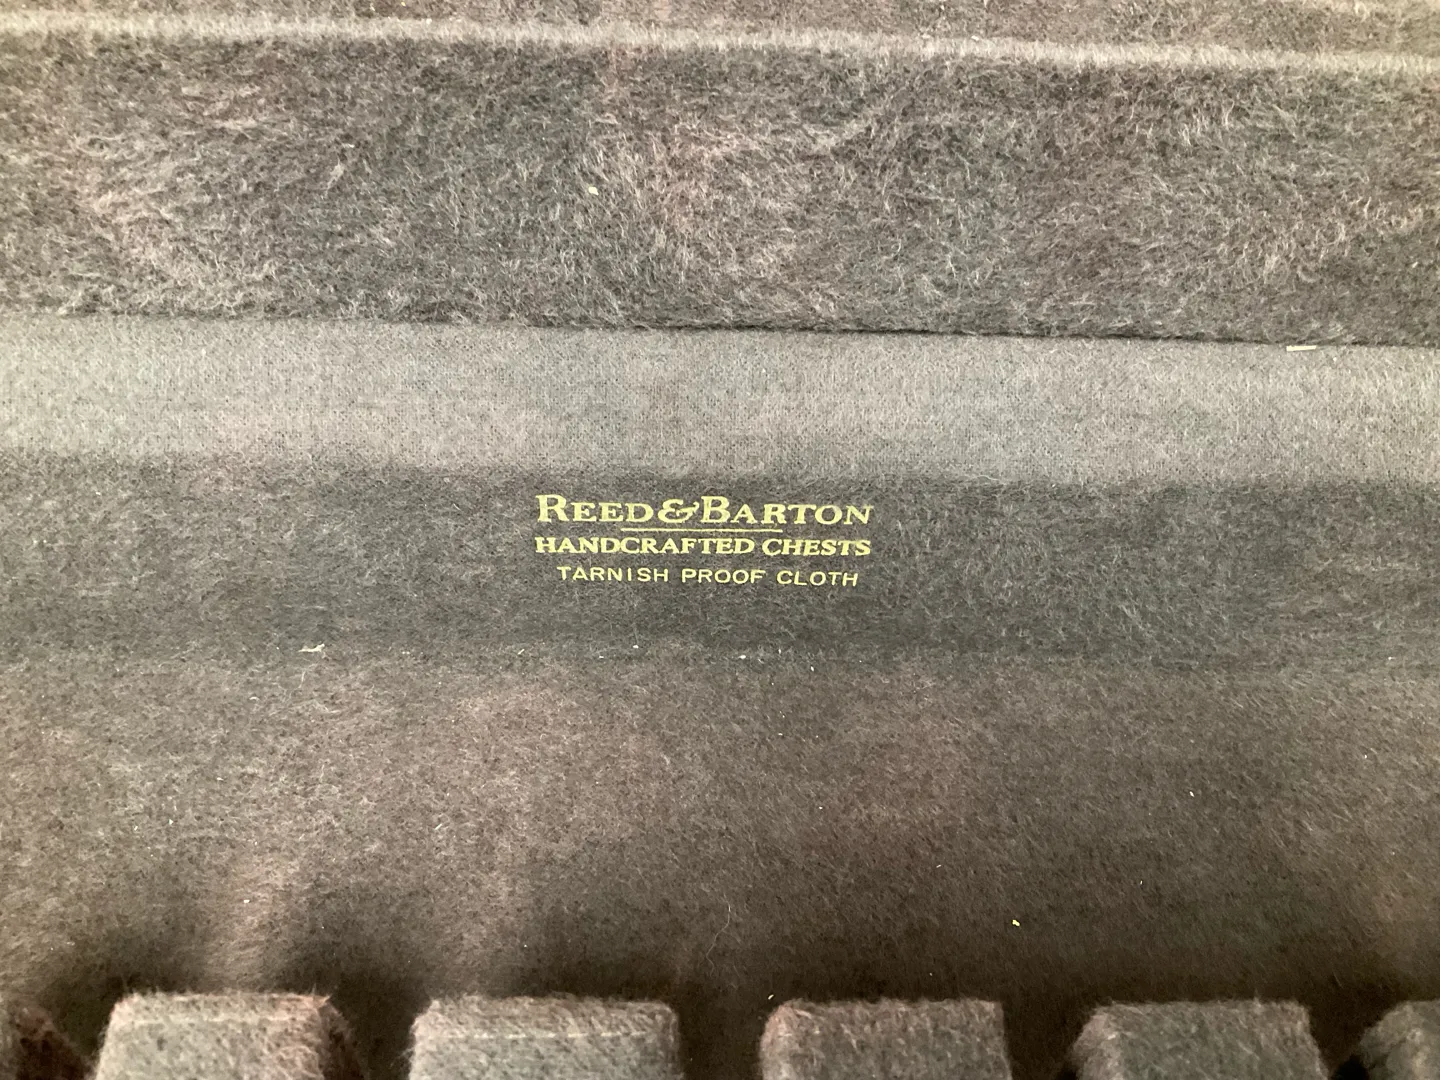 REED & BARTON
HANDCRAFTED CHESTS
TARNISH PROOF CLOTH